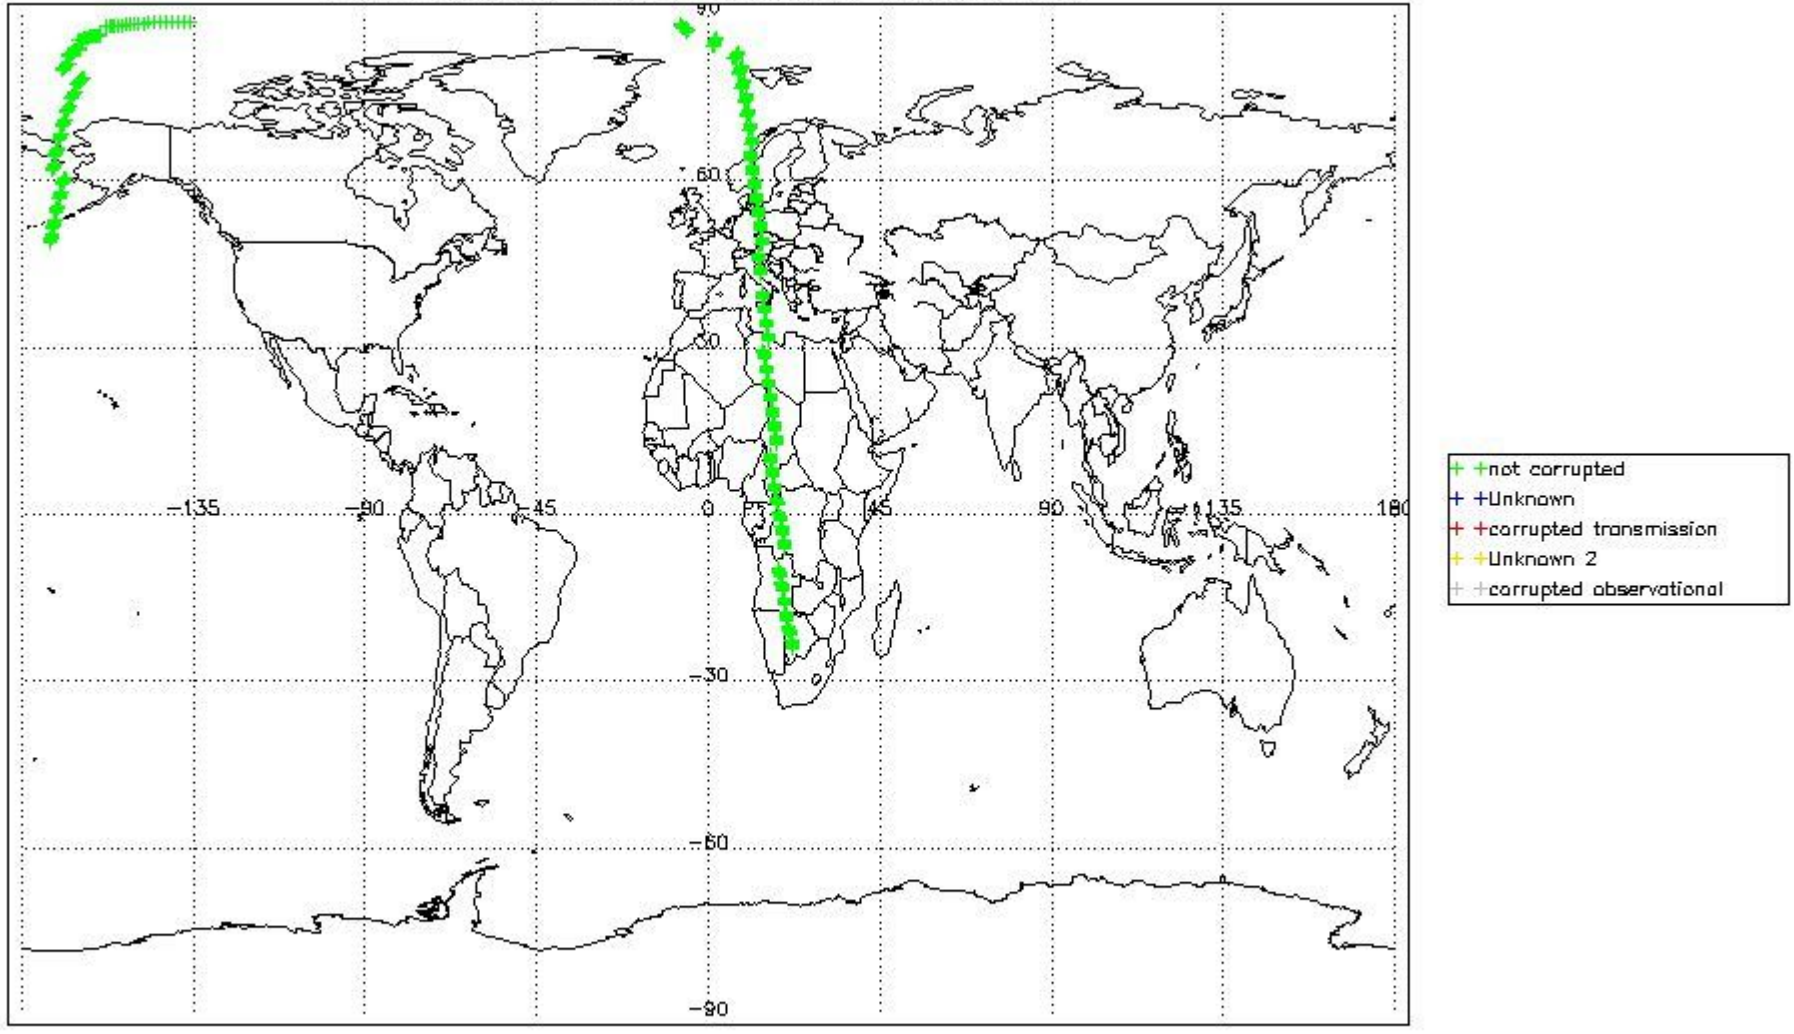 90
60
30
-135 -90 -45 0 45 90 135 180
-30
-60
-90
not corrupted
Unknown
corrupted transmission
Unknown 2
corrupted observational